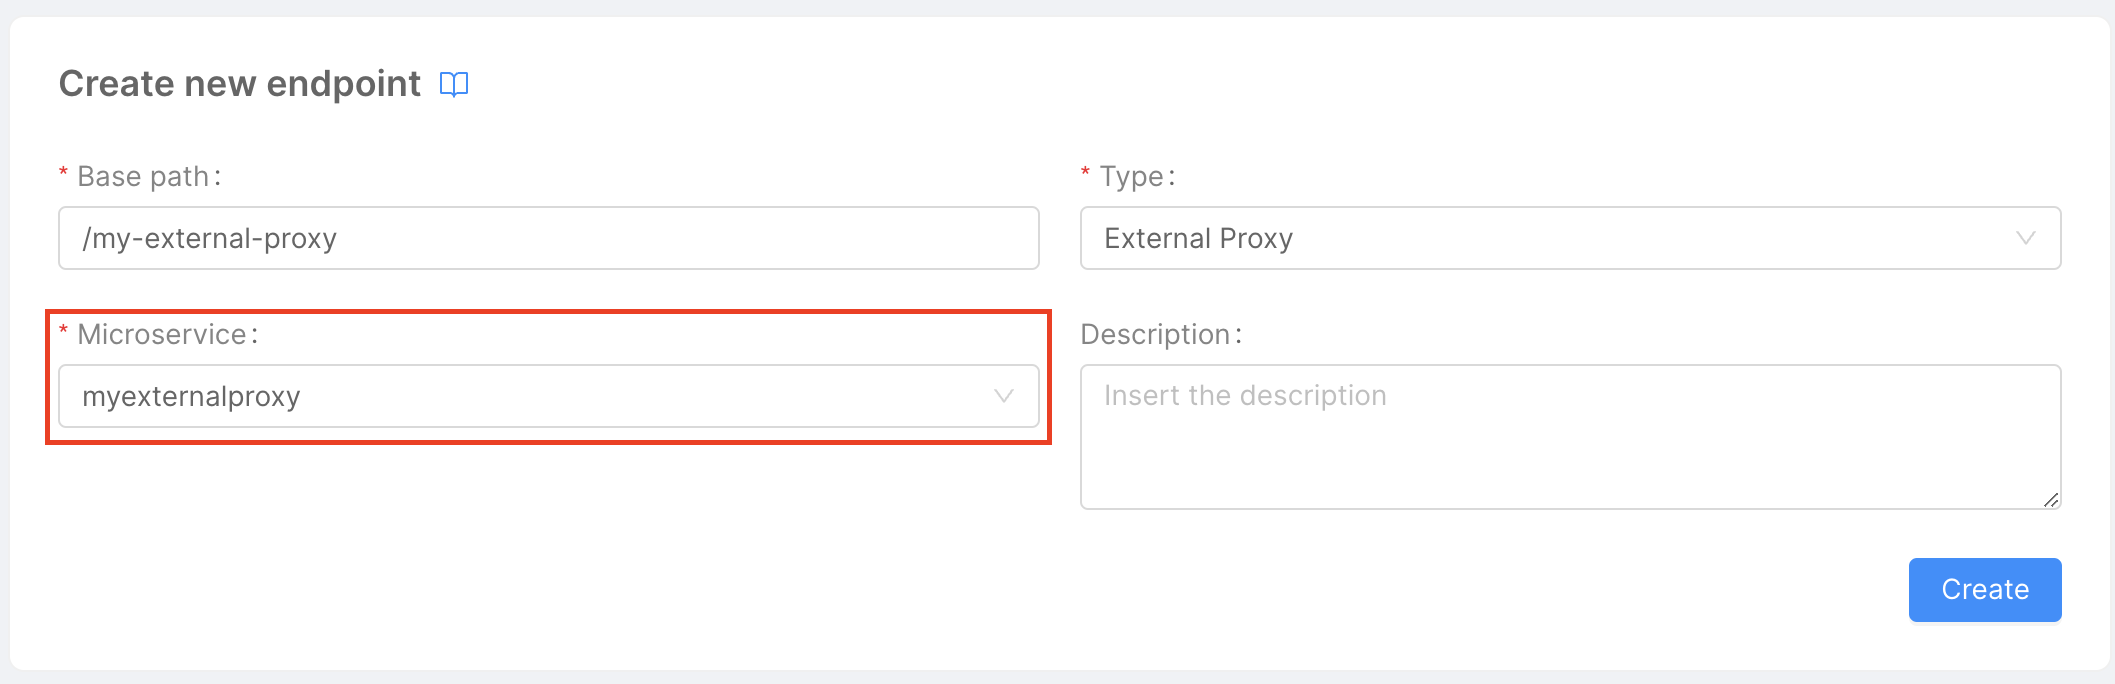 Create new endpoint
* Base path:
/my-external-proxy
* Type:
External Proxy
* Microservice:
myexternalproxy
Description:
Insert the description
Create